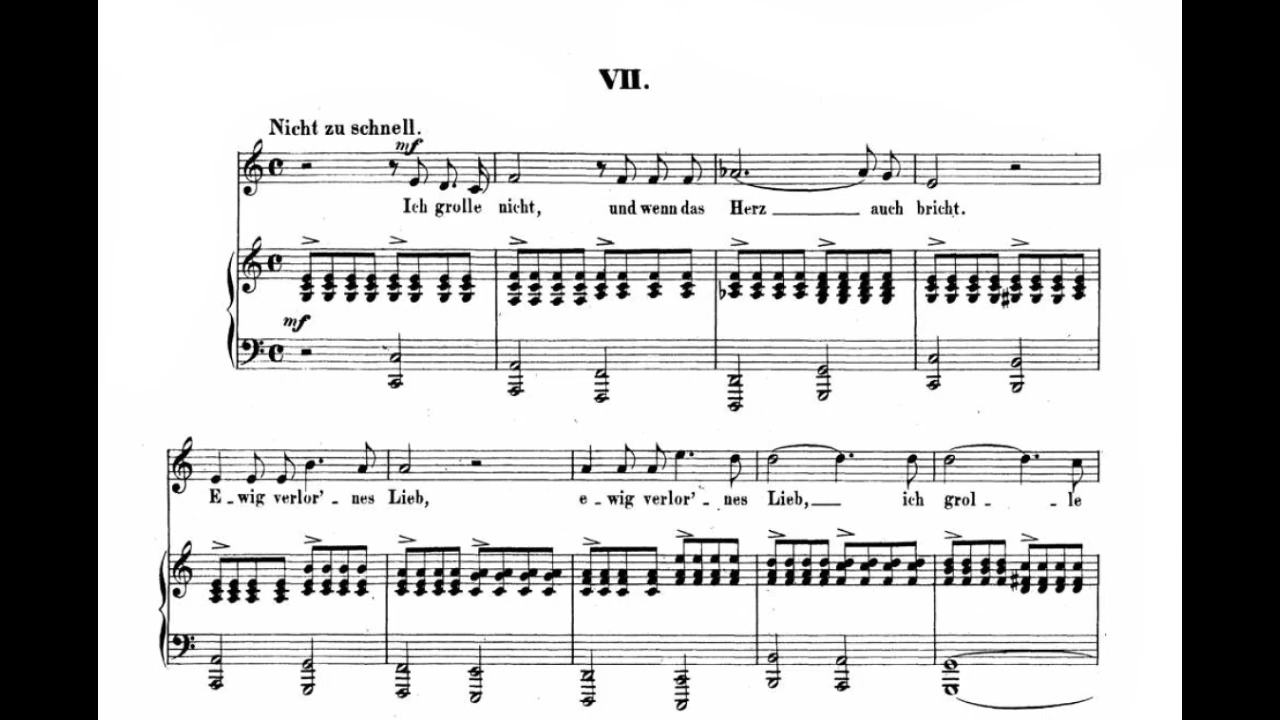 VII.
Nicht zu schnell.
mf
Ich grolle nicht, und wenn das Herz auch bricht.
mf
E-wig verlor'-nes Lieb, e-wig verlor'-nes Lieb, ich grol-le